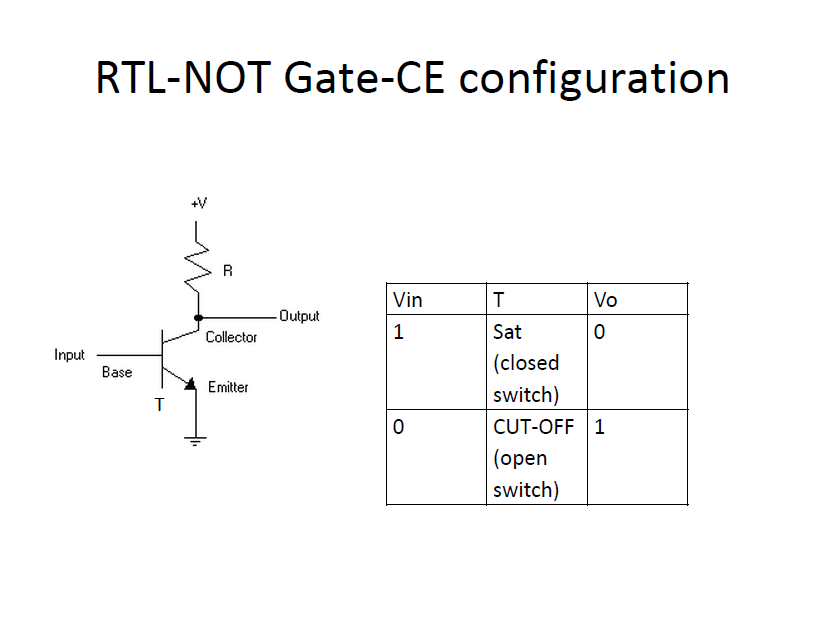 RTL-NOT Gate-CE configuration
+V
R
Output
Collector
Input
Base
Emitter
T
Vin T Vo
1 Sat (closed switch) 0
0 CUT-OFF (open switch) 1